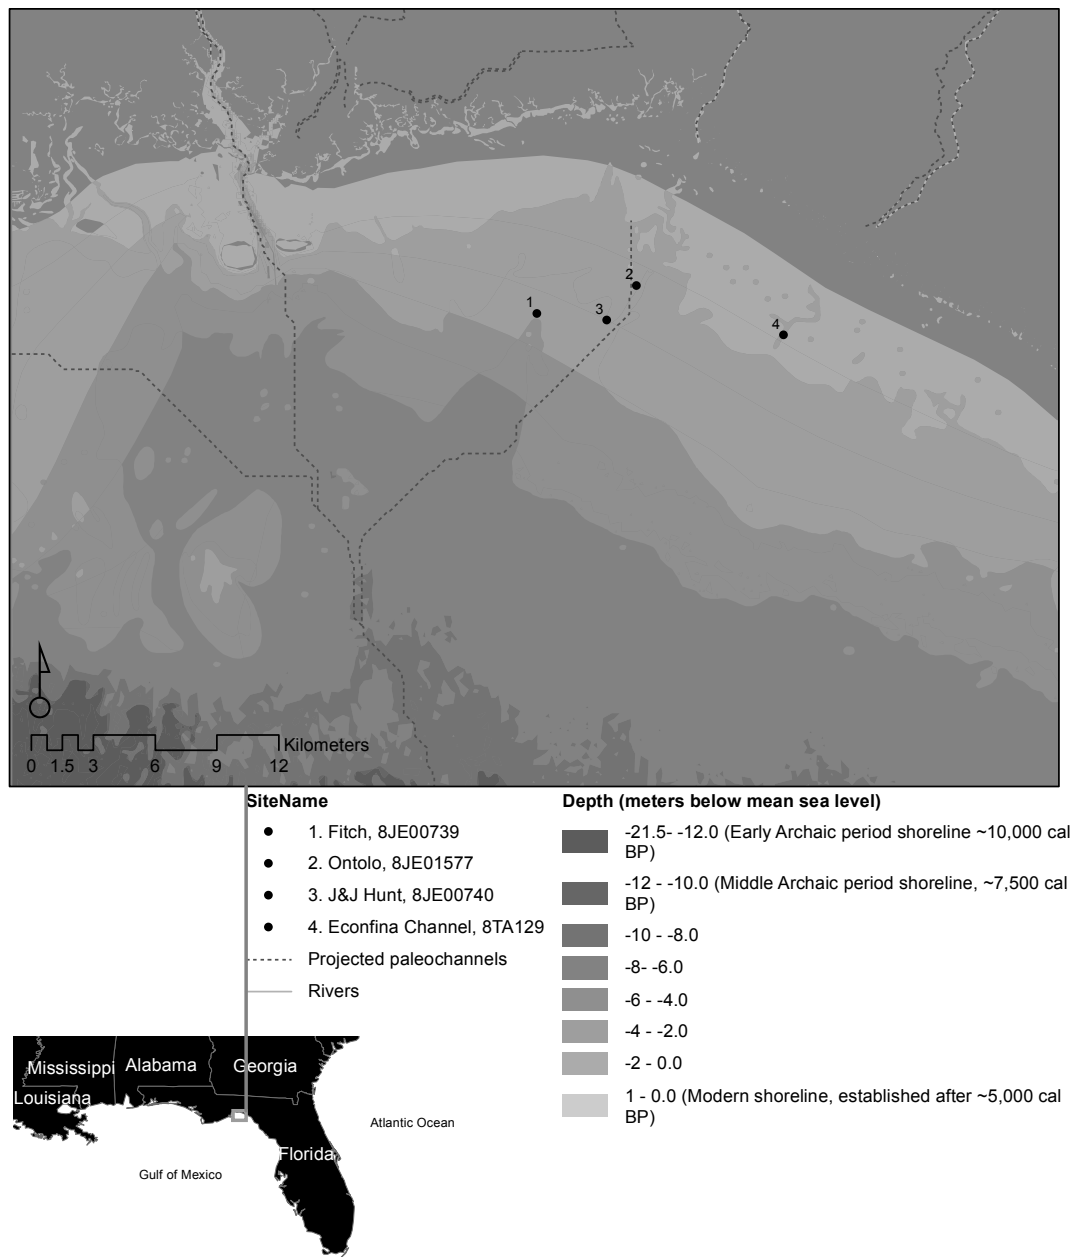 2
1
3
4
Kilometers
0 1.5 3 6 9 12
SiteName
1. Fitch, 8JE00739
2. Ontolo, 8JE01577
3. J&J Hunt, 8JE00740
4. Econfina Channel, 8TA129
Projected paleochannels
Rivers
Depth (meters below mean sea level)
-21.5- -12.0 (Early Archaic period shoreline ~10,000 cal
BP)
-12 - -10.0 (Middle Archaic period shoreline, ~7,500 cal
BP)
-10 - -8.0
-8- -6.0
-6 - -4.0
-4 - -2.0
-2 - 0.0
1 - 0.0 (Modern shoreline, established after ~5,000 cal
BP)
Mississippi Alabama Georgia
Louisiana
Atlantic Ocean
Florida
Gulf of Mexico